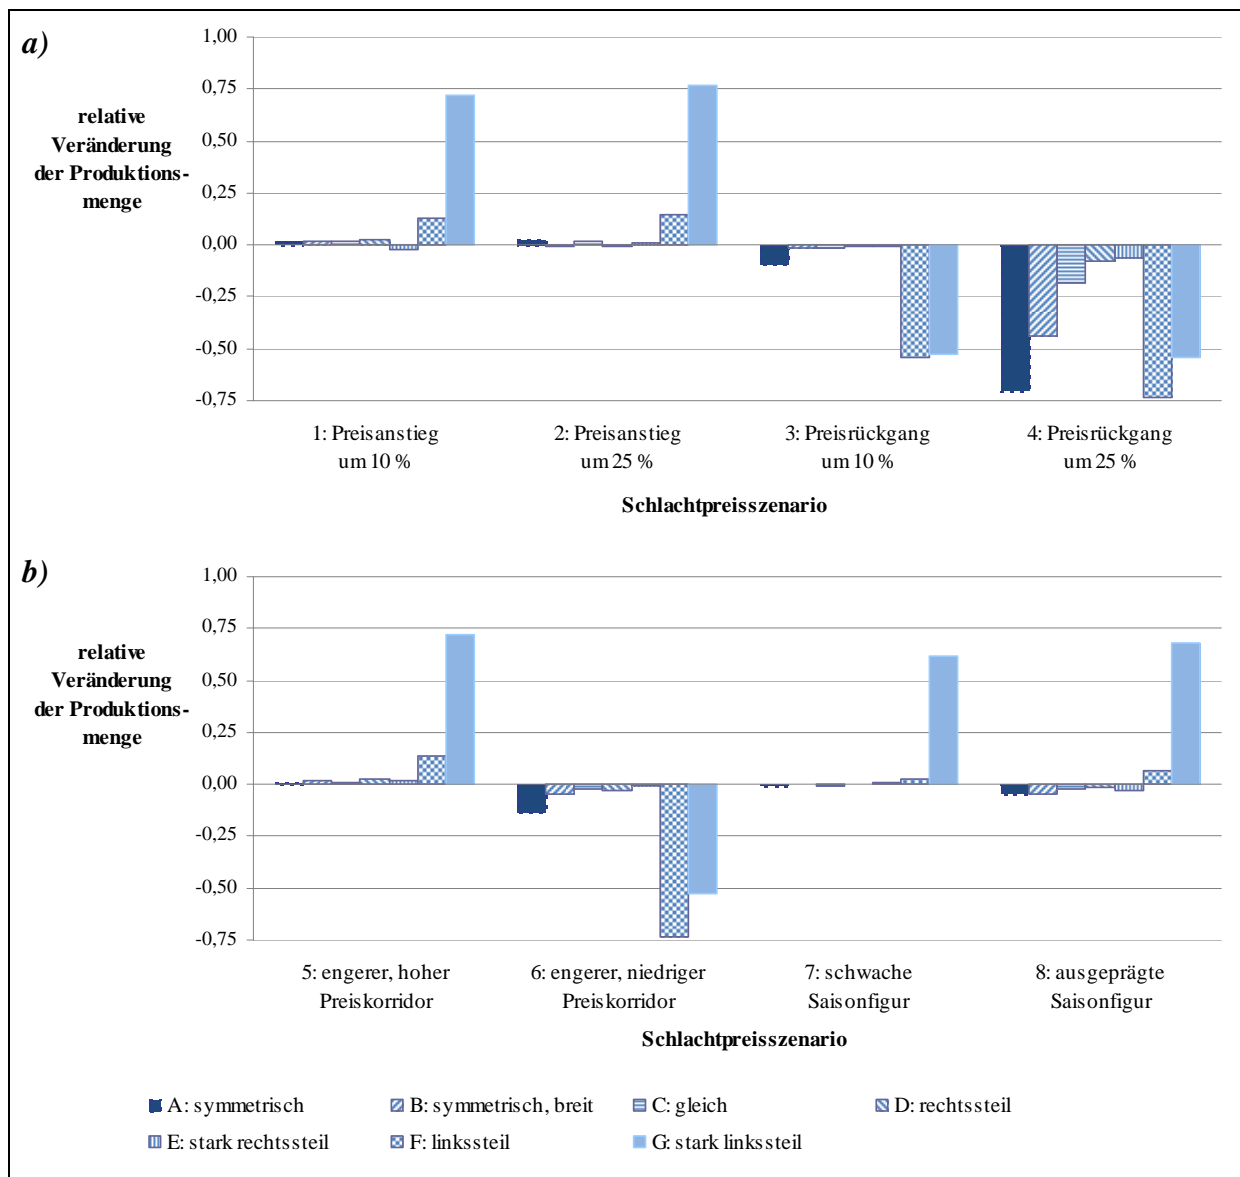 a)
relative
Veränderung
der Produktions-
menge
1,00
0,75
0,50
0,25
0,00
-0,25
-0,50
-0,75
1: Preisanstieg um 10 %
2: Preisanstieg um 25 %
3: Preisrückgang um 10 %
4: Preisrückgang um 25 %
Schlachtpreisszenario
b)
relative
Veränderung
der Produktions-
menge
1,00
0,75
0,50
0,25
0,00
-0,25
-0,50
-0,75
5: engerer, hoher Preiskorridor
6: engerer, niedriger Preiskorridor
7: schwache Saisonfigur
8: ausgeprägte Saisonfigur
Schlachtpreisszenario
A: symmetrisch
B: symmetrisch, breit
C: gleich
D: rechtssteil
E: stark rechtssteil
F: linkssteil
G: stark linkssteil